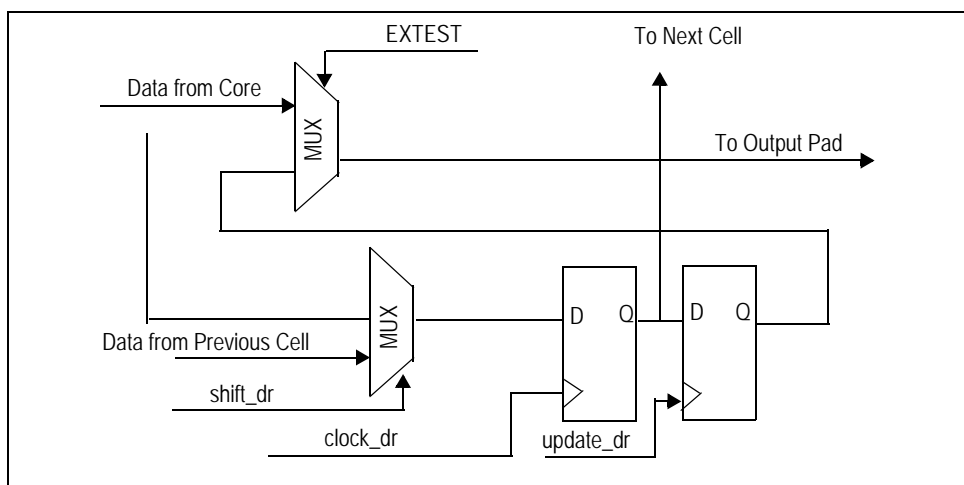 EXTEST
To Next Cell
Data from Core
MUX
To Output Pad
MUX
D Q
D Q
Data from Previous Cell
shift_dr
clock_dr
update_dr